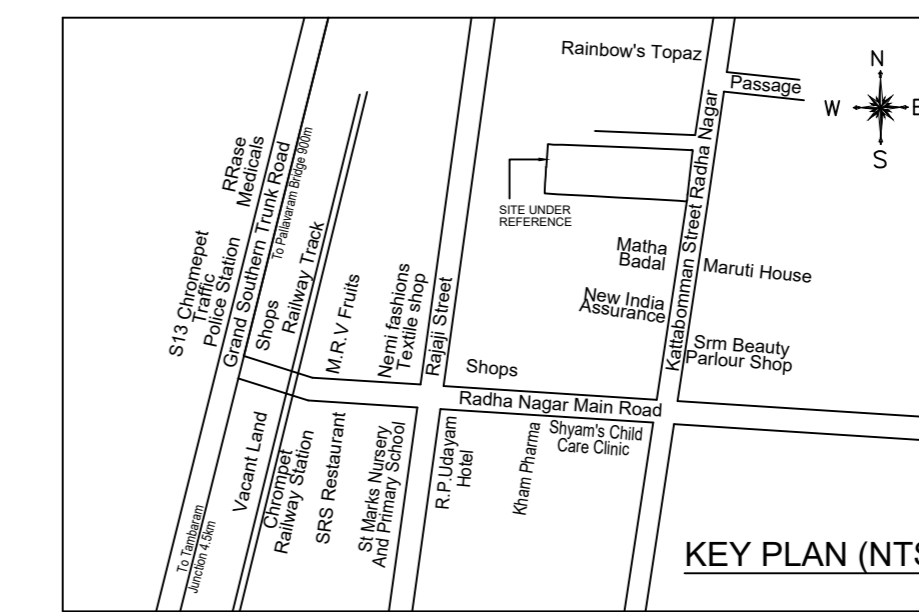 Rainbow's Topaz
Passage
N
W
E
S
RRase
Medicals
Grand Southern Trunk Road
To Pallavaram Bridge 900m
S13 Chromepet
Traffic
Police Station
Shops
Railway Track
M.R.V Fruits
Nemi fashions
Textile shop
Rajaji Street
SITE UNDER
REFERENCE
Kattabomman Street Radha Nagar
Matha
Badal
Maruti House
New India
Assurance
Srm Beauty
Parlour Shop
Shops
Radha Nagar Main Road
Vacant Land
Chrompet
Railway Station
SRS Restaurant
St Marks Nursery
And Primary School
R.P.Udayam
Hotel
Kham Pharma
Shyam's Child
Care Clinic
To Tambaram
Junction 4.5km
KEY PLAN (NTS